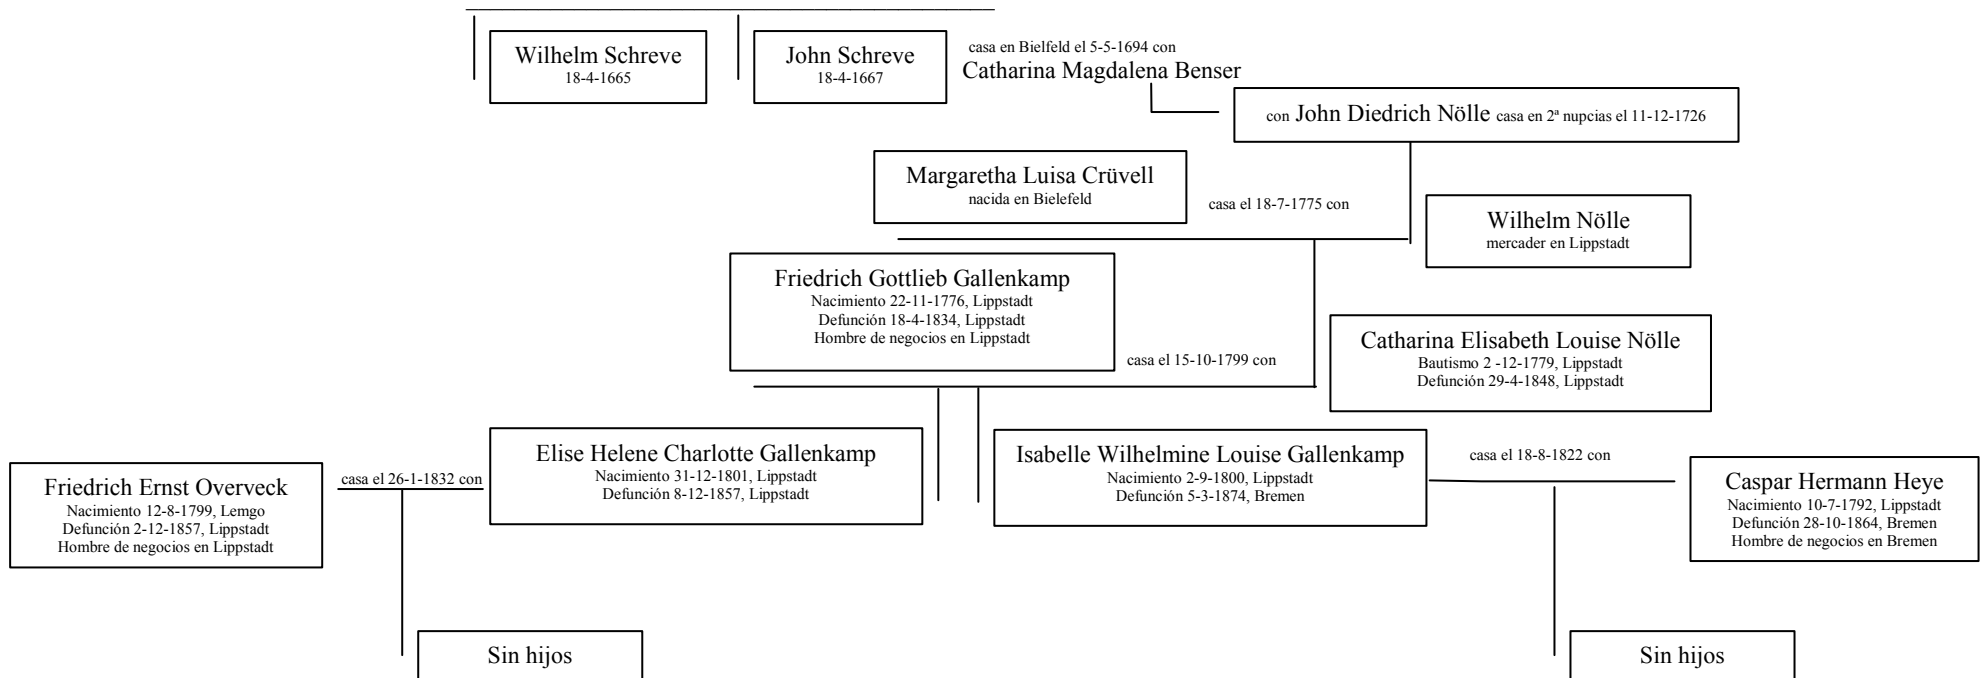 Wilhelm Schreve
18-4-1665
John Schreve
18-4-1667
casa en Bielfeld el 5-5-1694 con
Catharina Magdalena Benser
con John Diedrich Nölle casa en 2ª nupcias el 11-12-1726
Margaretha Luisa Crüvell
nacida en Bielefeld
casa el 18-7-1775 con
Wilhelm Nölle
mercader en Lippstadt
Friedrich Gottlieb Gallenkamp
Nacimiento 22-11-1776, Lippstadt
Defunción 18-4-1834, Lippstadt
Hombre de negocios en Lippstadt
casa el 15-10-1799 con
Catharina Elisabeth Louise Nölle
Bautismo 2 -12-1779, Lippstadt
Defunción 29-4-1848, Lippstadt
Friedrich Ernst Overveck
Nacimiento 12-8-1799, Lemgo
Defunción 2-12-1857, Lippstadt
Hombre de negocios en Lippstadt
casa el 26-1-1832 con
Elise Helene Charlotte Gallenkamp
Nacimiento 31-12-1801, Lippstadt
Defunción 8-12-1857, Lippstadt
Isabelle Wilhelmine Louise Gallenkamp
Nacimiento 2-9-1800, Lippstadt
Defunción 5-3-1874, Bremen
casa el 18-8-1822 con
Caspar Hermann Heye
Nacimiento 10-7-1792, Lippstadt
Defunción 28-10-1864, Bremen
Hombre de negocios en Bremen
Sin hijos
Sin hijos